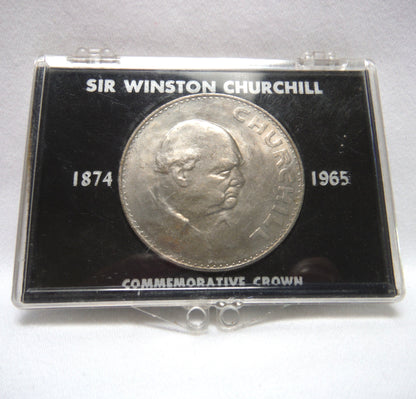 SIR WINSTON CHURCHILL
CHURCHILL
1874
1965
COMMEMORATIVE CROWN